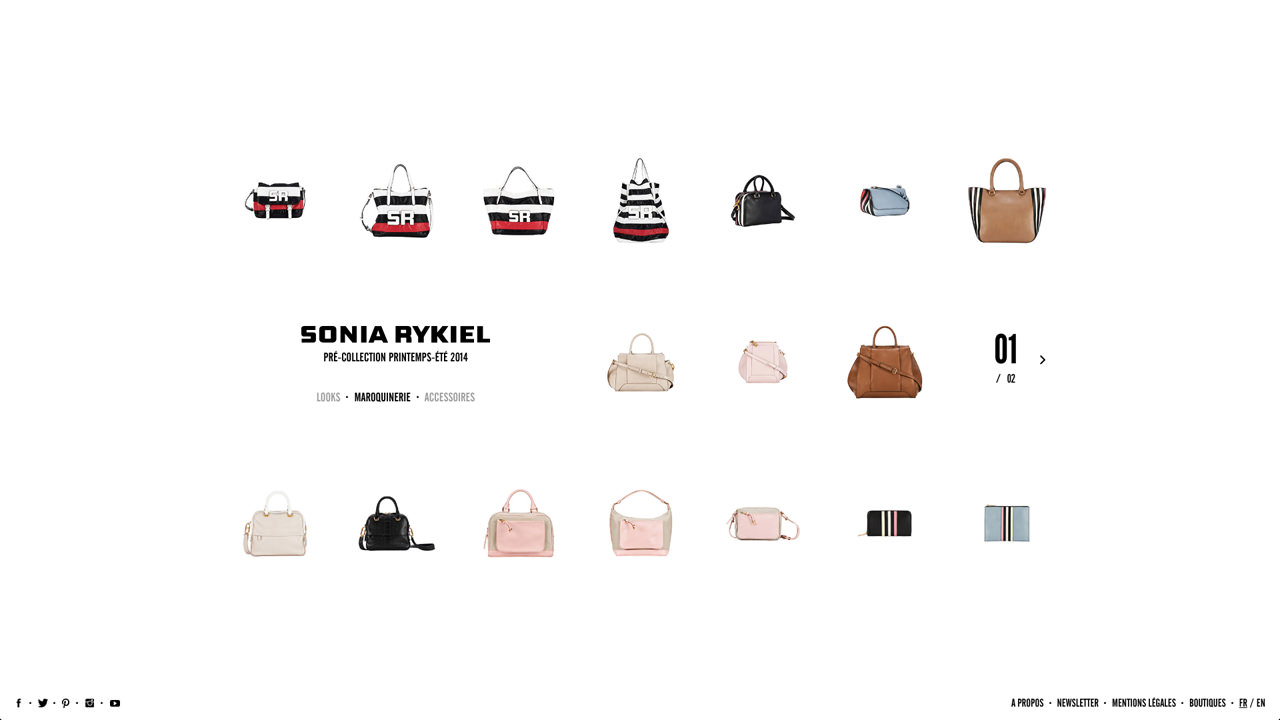 SR
SR
SR
SR
SONIA RYKIEL
PRÉ-COLLECTION PRINTEMPS-ÉTÉ 2014
LOOKS · MAROQUINERIE · ACCESSOIRES
01
/ 02
A PROPOS · NEWSLETTER · MENTIONS LÉGALES · BOUTIQUES · FR / EN